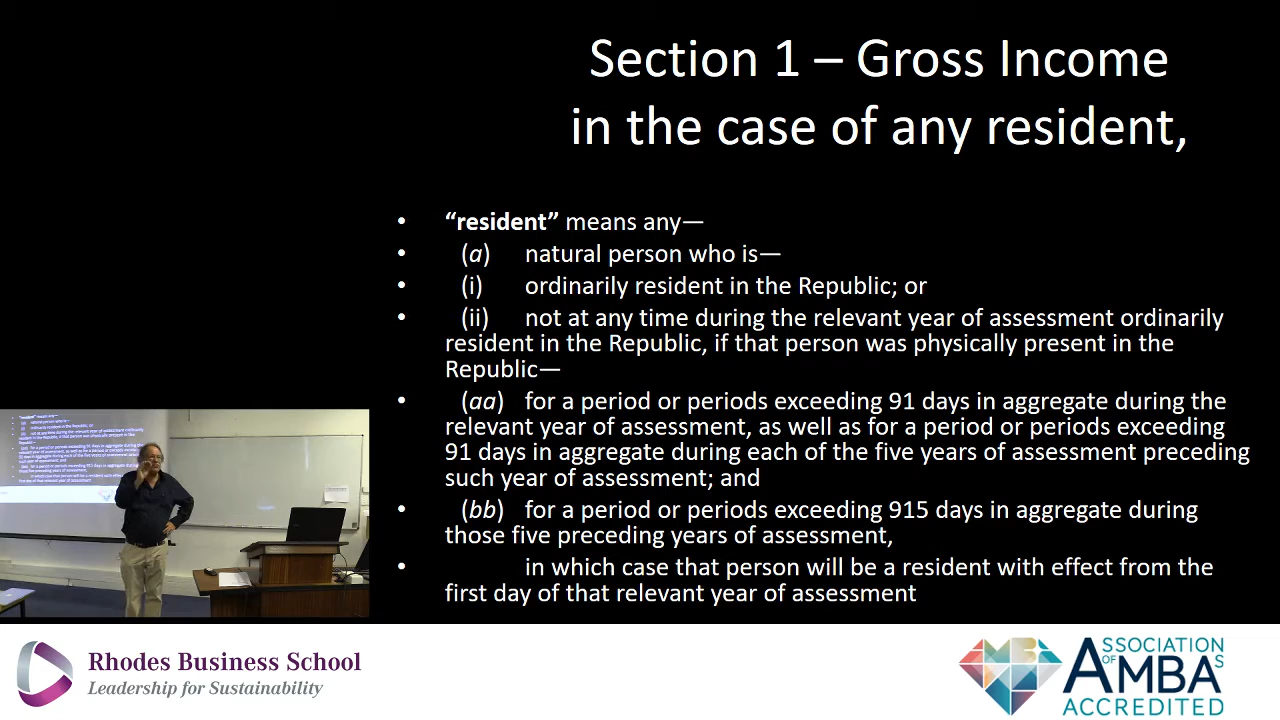 Section 1 – Gross Income
in the case of any resident,
• “resident” means any—
• (a) natural person who is—
• (i) ordinarily resident in the Republic; or
• (ii) not at any time during the relevant year of assessment ordinarily
resident in the Republic, if that person was physically present in the
Republic—
• (aa) for a period or periods exceeding 91 days in aggregate during the
relevant year of assessment, as well as for a period or periods exceeding
91 days in aggregate during each of the five years of assessment preceding
such year of assessment; and
• (bb) for a period or periods exceeding 915 days in aggregate during
those five preceding years of assessment,
• in which case that person will be a resident with effect from the
first day of that relevant year of assessment
Rhodes Business School
Leadership for Sustainability
ASSOCIATION
OF
AMBAs
ACCREDITED